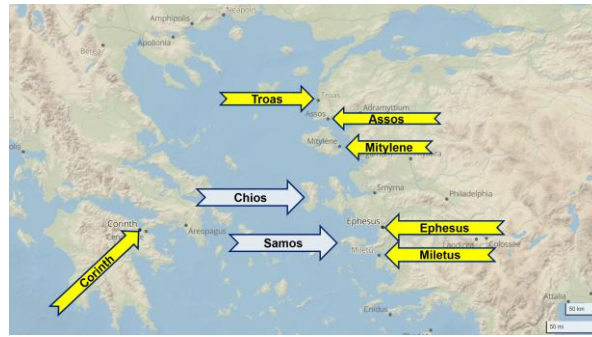 Neapolis
Amphipolis
Apollonia
Troas
Troas
Assos
Adramyttium
Assos
Mitylene
Mitylene
Chios
Smyrna
Philadelphia
Corinth
Areopagus
Ephesus
Ephesus
Samos
Colossae
Miletus
Miletus
Corinth
Attalia
Cnidus
50 km
50 mi